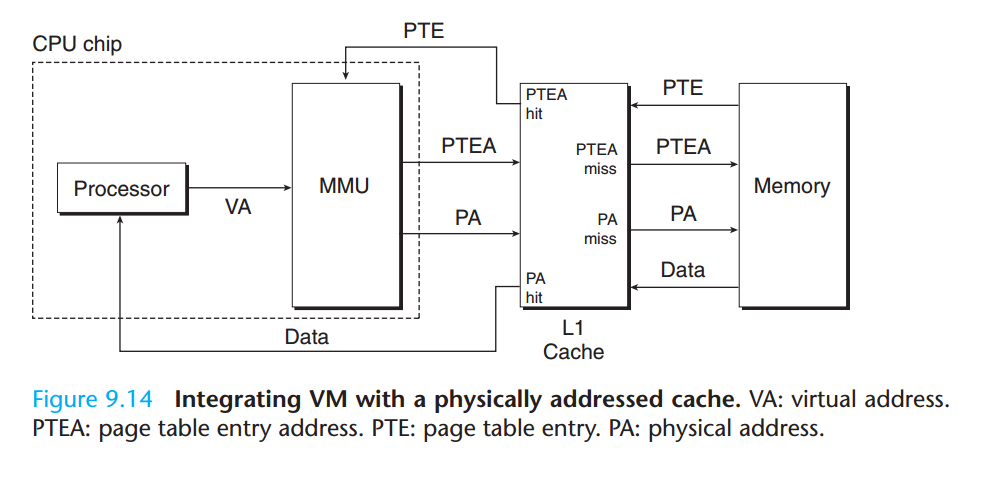 PTE
CPU chip
PTEA
hit
PTE
PTEA
PTEA
miss
PTEA
Processor
MMU
Memory
VA
PA
PA
miss
PA
PA
hit
Data
Data
L1
Cache
Figure 9.14 Integrating VM with a physically addressed cache. VA: virtual address.
PTEA: page table entry address. PTE: page table entry. PA: physical address.